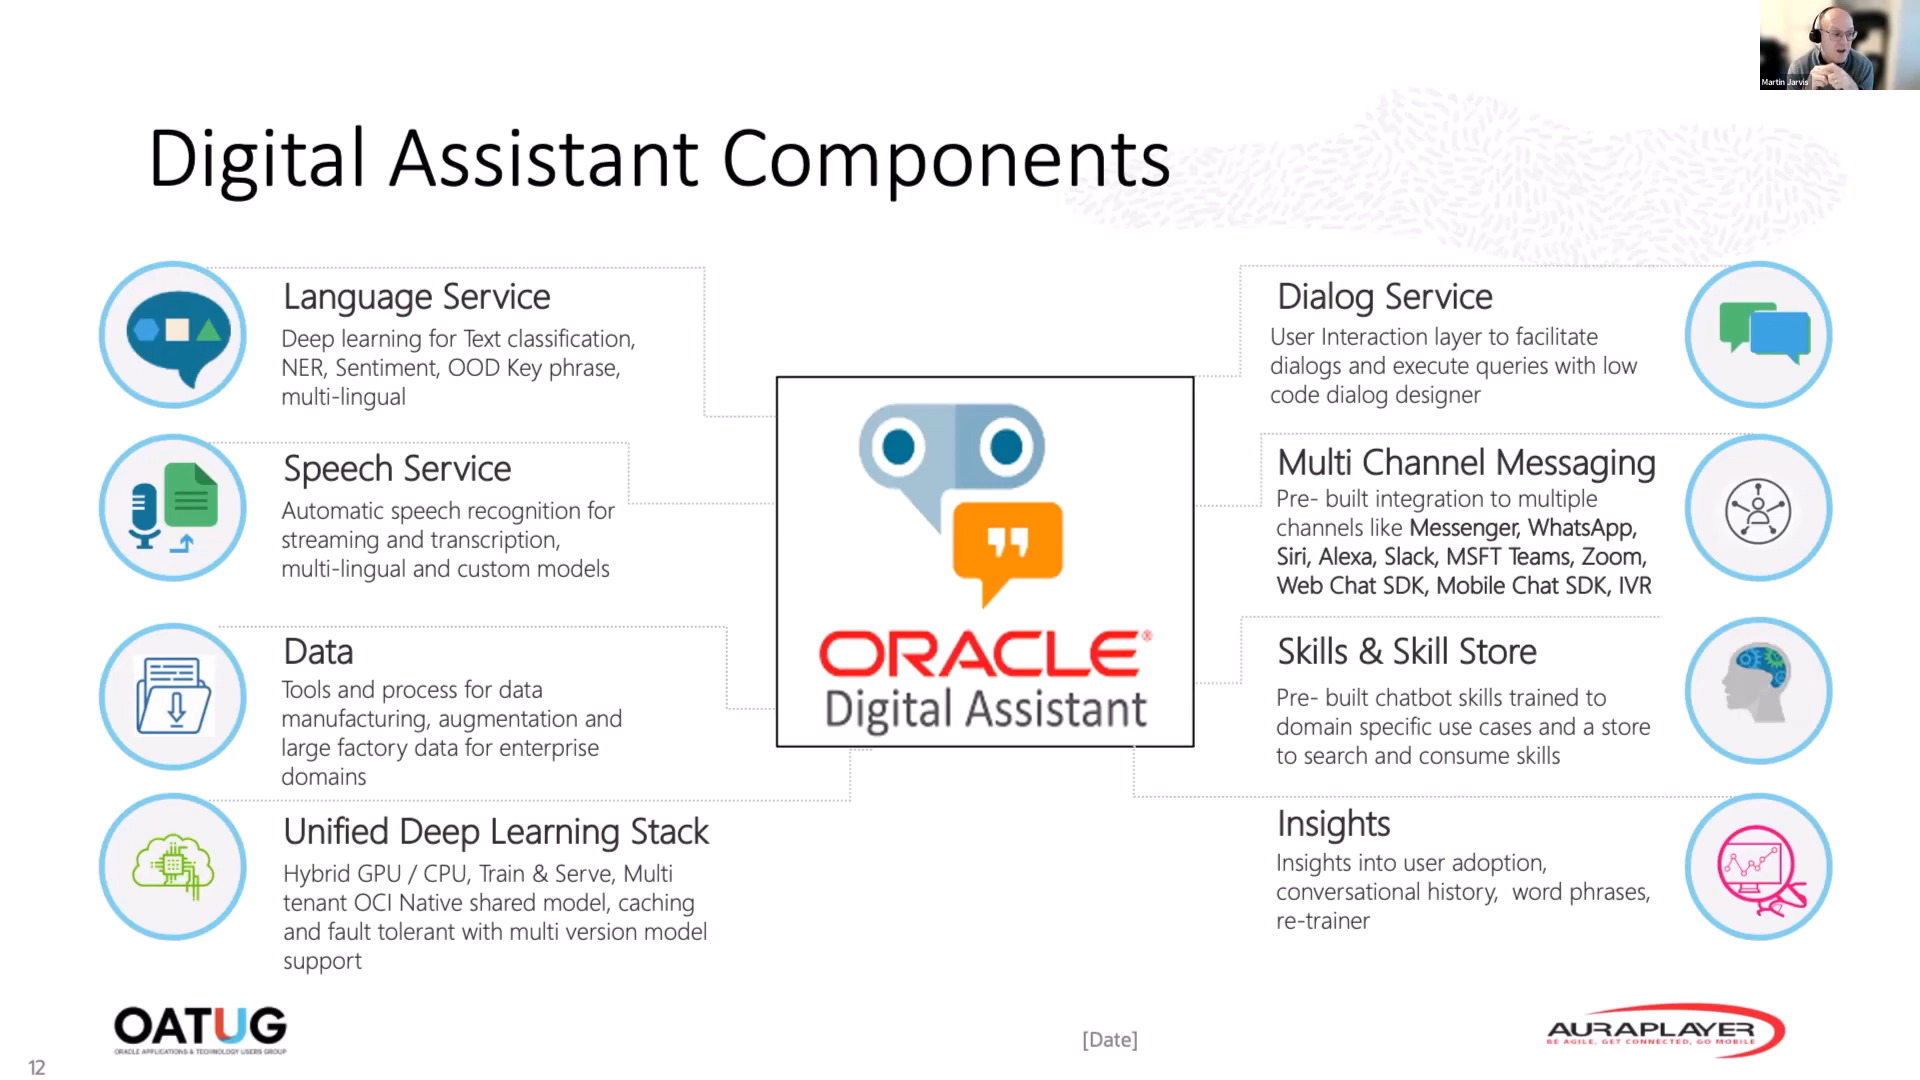 Martin Jarvis
Digital Assistant Components
Language Service
Deep learning for Text classification,
NER, Sentiment, OOD Key phrase,
multi-lingual
Speech Service
Automatic speech recognition for
streaming and transcription,
multi-lingual and custom models
Data
Tools and process for data
manufacturing, augmentation and
large factory data for enterprise
domains
Unified Deep Learning Stack
Hybrid GPU / CPU, Train & Serve, Multi
tenant OCI Native shared model, caching
and fault tolerant with multi version model
support
ORACLE®
Digital Assistant
Dialog Service
User Interaction layer to facilitate
dialogs and execute queries with low
code dialog designer
Multi Channel Messaging
Pre- built integration to multiple
channels like Messenger, WhatsApp,
Siri, Alexa, Slack, MSFT Teams, Zoom,
Web Chat SDK, Mobile Chat SDK, IVR
Skills & Skill Store
Pre- built chatbot skills trained to
domain specific use cases and a store
to search and consume skills
Insights
Insights into user adoption,
conversational history, word phrases,
re-trainer
OATUG
ORACLE APPLICATIONS & TECHNOLOGY USERS GROUP
[Date]
AURAPLAYER
BE AGILE, GET CONNECTED, GO MOBILE
12